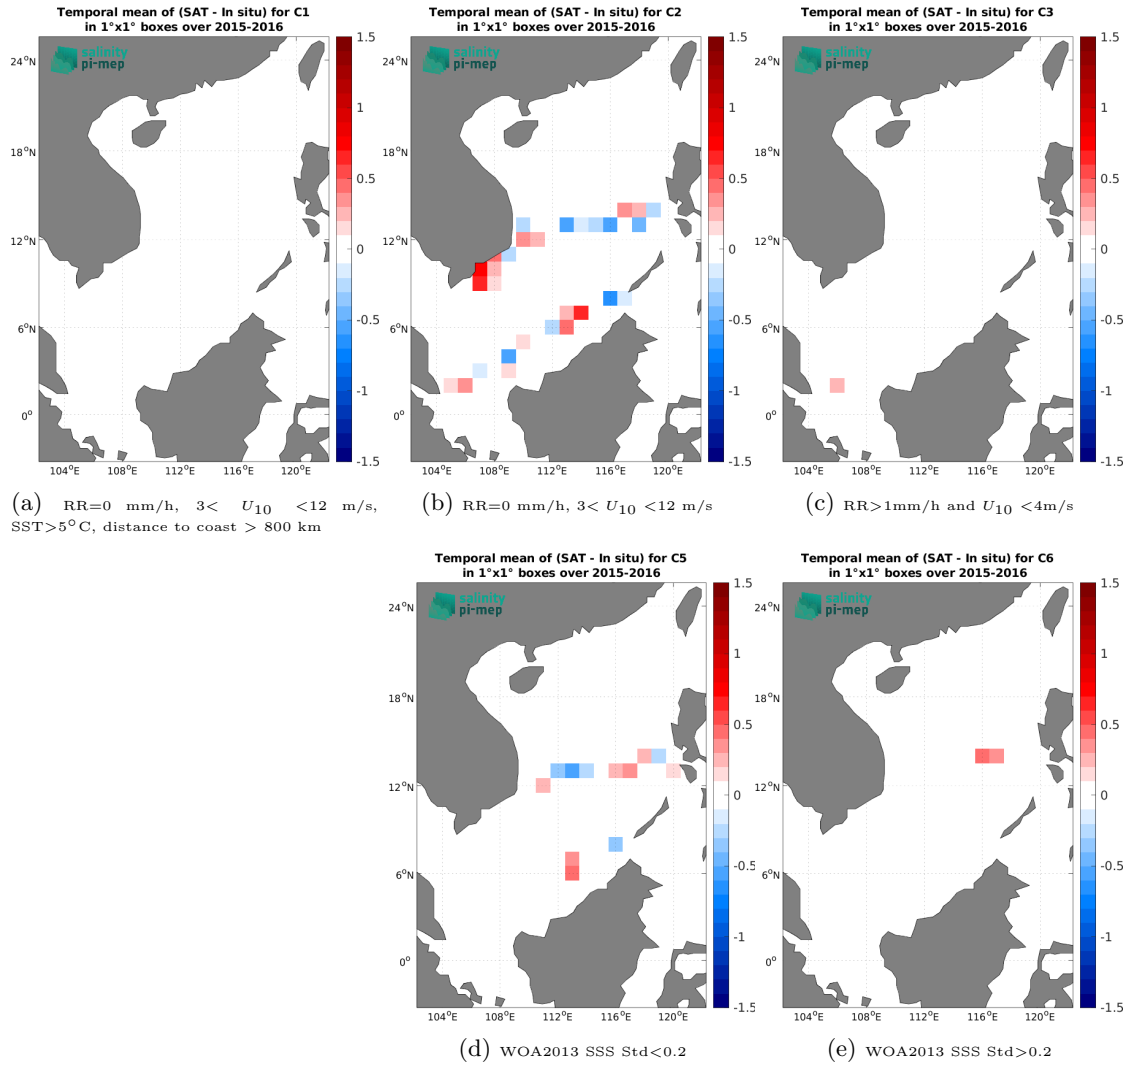 Temporal mean of (SAT - In situ) for C1
in 1°x1° boxes over 2015-2016
salinity
pi-mep
24°N
18°N
12°N
6°N
0°
104°E 108°E 112°E 116°E 120°E
1.5
1
0.5
0
-0.5
-1
-1.5
(a) RR=0 mm/h, 3< U10 <12 m/s,
SST>5°C, distance to coast > 800 km
Temporal mean of (SAT - In situ) for C2
in 1°x1° boxes over 2015-2016
salinity
pi-mep
24°N
18°N
12°N
6°N
0°
104°E 108°E 112°E 116°E 120°E
1.5
1
0.5
0
-0.5
-1
-1.5
(b) RR=0 mm/h, 3< U10 <12 m/s
Temporal mean of (SAT - In situ) for C3
in 1°x1° boxes over 2015-2016
salinity
pi-mep
24°N
18°N
12°N
6°N
0°
104°E 108°E 112°E 116°E 120°E
1.5
1
0.5
0
-0.5
-1
-1.5
(c) RR>1mm/h and U10 <4m/s
Temporal mean of (SAT - In situ) for C5
in 1°x1° boxes over 2015-2016
salinity
pi-mep
24°N
18°N
12°N
6°N
0°
104°E 108°E 112°E 116°E 120°E
1.5
1
0.5
0
-0.5
-1
-1.5
(d) WOA2013 SSS Std<0.2
Temporal mean of (SAT - In situ) for C6
in 1°x1° boxes over 2015-2016
salinity
pi-mep
24°N
18°N
12°N
6°N
0°
104°E 108°E 112°E 116°E 120°E
1.5
1
0.5
0
-0.5
-1
-1.5
(e) WOA2013 SSS Std>0.2